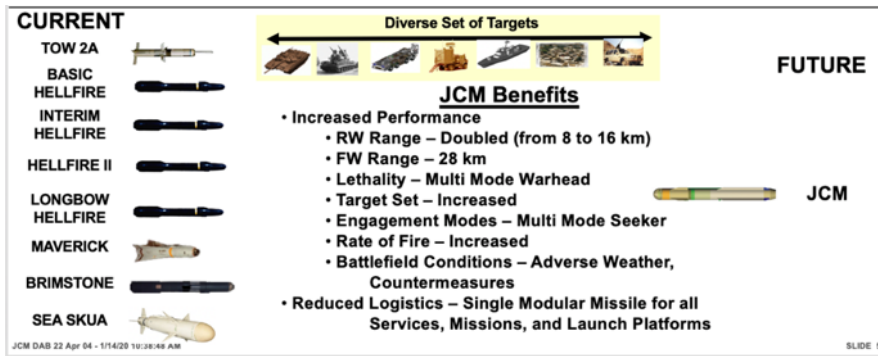 CURRENT
TOW 2A
BASIC
HELLFIRE
INTERIM
HELLFIRE
HELLFIRE II
LONGBOW
HELLFIRE
MAVERICK
BRIMSTONE
SEA SKUA
Diverse Set of Targets
JCM Benefits
• Increased Performance
• RW Range – Doubled (from 8 to 16 km)
• FW Range – 28 km
• Lethality – Multi Mode Warhead
• Target Set – Increased
• Engagement Modes – Multi Mode Seeker
• Rate of Fire – Increased
• Battlefield Conditions – Adverse Weather,
Countermeasures
• Reduced Logistics – Single Modular Missile for all
Services, Missions, and Launch Platforms
FUTURE
JCM
JCM DAB 22 Apr 04 - 1/14/20 10:38:48 AM
SLIDE